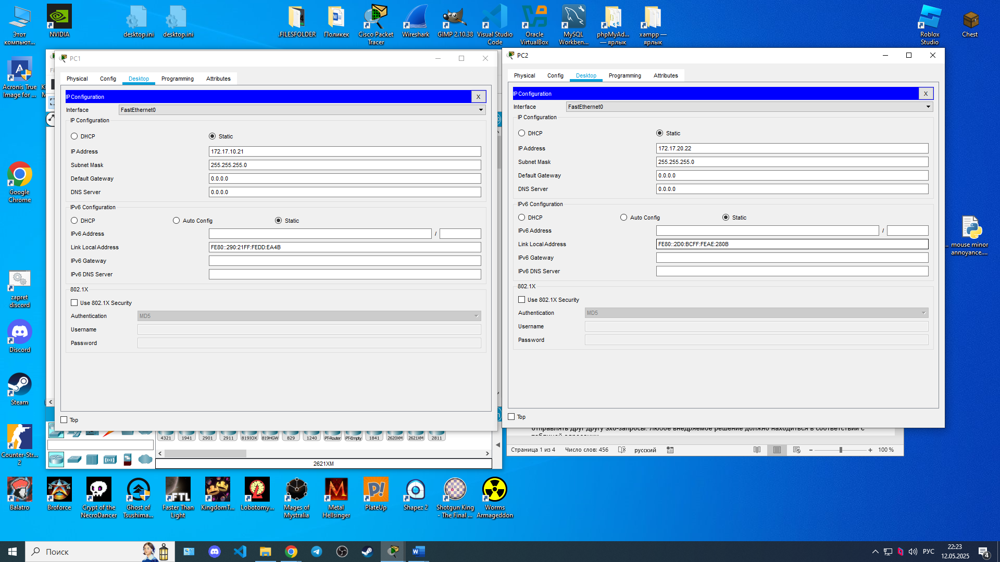 Этот
компьют...
NVIDIA
desktop.ini
desktop.ini
.FILESFOLDER
Поликек
Cisco Packet
Tracer
Wireshark
GIMP 2.10.38
Visual Studio
Code
Oracle
VirtualBox
MySQL
Workben...
phpMyAd...
— ярлык
xampp —
ярлык
Roblox
Studio
Chest
Acronis True
Image for ...
Google
Chrome
zapret
discord
Discord
Steam
Counter-Str...
2
mouse minor
annoyance....
PC1
Physical
Config
Desktop
Programming
Attributes
IP Configuration
X
Interface
FastEthernet0
IP Configuration
DHCP
Static
IP Address
172.17.10.21
Subnet Mask
255.255.255.0
Default Gateway
0.0.0.0
DNS Server
0.0.0.0
IPv6 Configuration
DHCP
Auto Config
Static
IPv6 Address
/
Link Local Address
FE80::290:21FF:FEDD:EA4B
IPv6 Gateway
IPv6 DNS Server
802.1X
Use 802.1X Security
Authentication
MD5
Username
Password
Top
PC2
Physical
Config
Desktop
Programming
Attributes
IP Configuration
X
Interface
FastEthernet0
IP Configuration
DHCP
Static
IP Address
172.17.20.22
Subnet Mask
255.255.255.0
Default Gateway
0.0.0.0
DNS Server
0.0.0.0
IPv6 Configuration
DHCP
Auto Config
Static
IPv6 Address
/
Link Local Address
FE80::2D0:BCFF:FEAE:280B
IPv6 Gateway
IPv6 DNS Server
802.1X
Use 802.1X Security
Authentication
MD5
Username
Password
Top
4321
1941
2901
2911
819IOX
819HGW
829
1240
PT-Router
PT-Empty
1841
2620XM
2621XM
2811
2621XM
отправлять друг другу эхо-запросы. Любое внедряемое решение должно находиться в соответствии с
Страница 1 из 4
Число слов: 456
русский
100 %
Balatro
Broforce
Crypt of the
NecroDancer
Ghost of
Tsushima...
Faster Than
Light
KingdomT...
Lobotomy...
Mages of
Mystralia
Metal
Hellsinger
PlateUp
Shapez 2
Shotgun King
- The Final ...
Worms
Armageddon
Поиск
РУС
22:23
12.05.2025
4